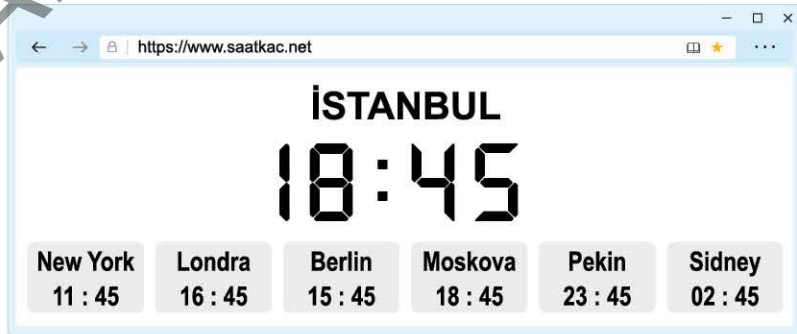 https://www.saatkac.net
İSTANBUL
18:45
New York Londra Berlin Moskova Pekin Sidney
11 : 45 16 : 45 15 : 45 18 : 45 23 : 45 02 : 45